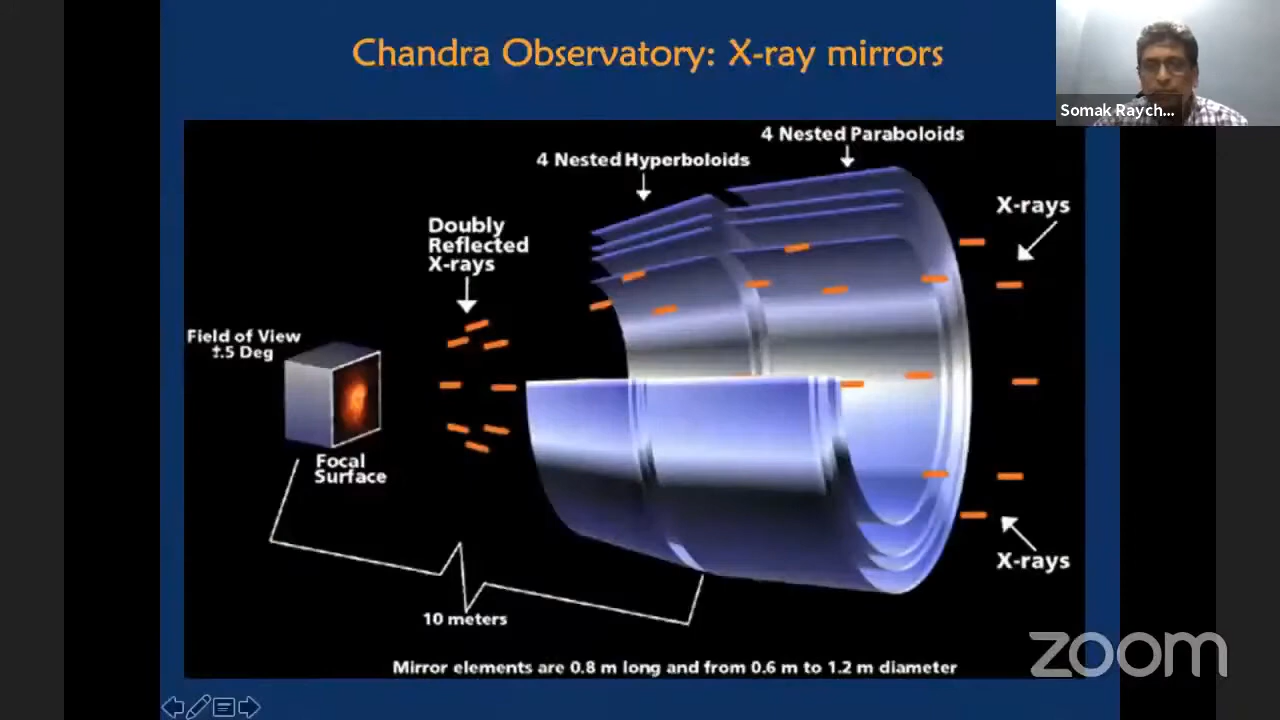 Chandra Observatory: X-ray mirrors
Somak Raych...
4 Nested Paraboloids
4 Nested Hyperboloids
X-rays
Doubly
Reflected
X-rays
Field of View
±.5 Deg
Focal
Surface
X-rays
10 meters
zoom
Mirror elements are 0.8 m long and from 0.6 m to 1.2 m diameter